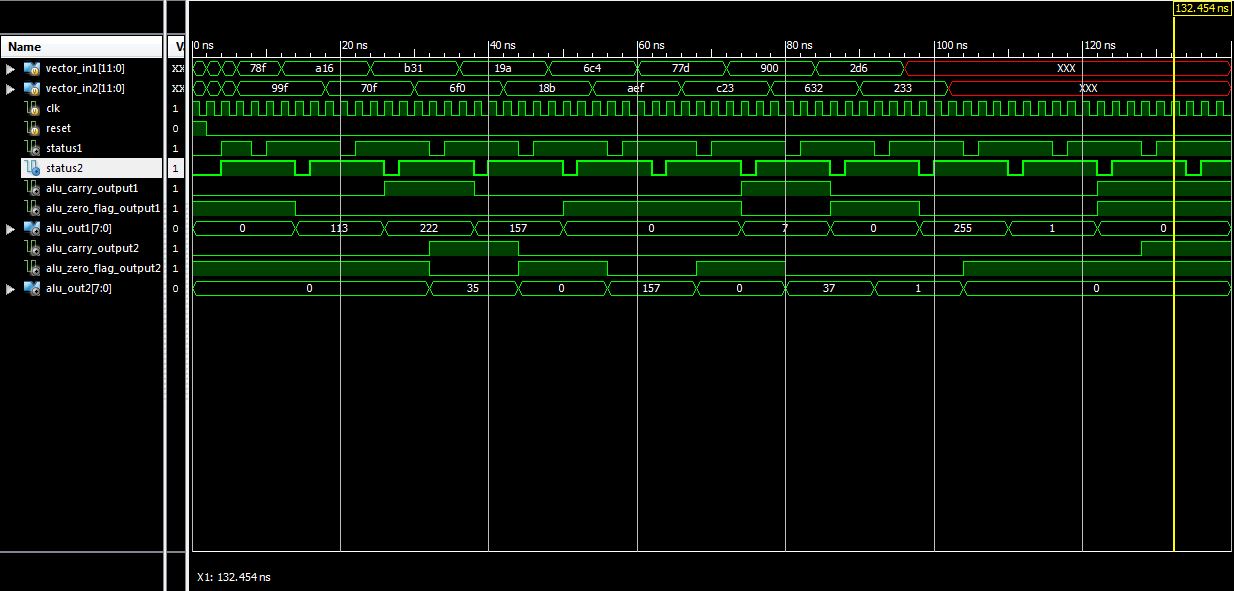 132.454 ns
Name V. 0 ns 20 ns 40 ns 60 ns 80 ns 100 ns 120 ns
vector_in1[11:0] XX 78f a16 b31 19a 6c4 77d 900 2d6 XXX
vector_in2[11:0] XX 99f 70f 6f0 18b aef c23 632 233 XXX
clk 1
reset 0
status1 1
status2 1
alu_carry_output1 1
alu_zero_flag_output1 1
alu_out1[7:0] 0 0 113 222 157 0 7 0 255 1 0
alu_carry_output2 1
alu_zero_flag_output2 1
alu_out2[7:0] 0 0 35 0 157 0 37 1 0
X1: 132.454 ns